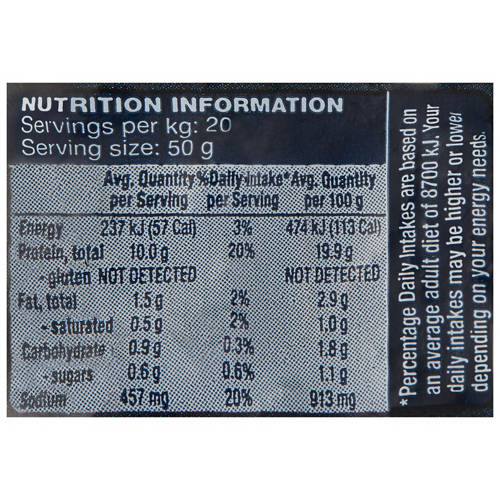 NUTRITION INFORMATION
Servings per kg: 20
Serving size: 50 g
Avg. Quantity %Daily-Intake* Avg. Quantity
per Serving per Serving per 100 g
Energy 237 kJ (57 Cal) 3% 474 kJ (113 Cal)
Protein, total 10.0 g 20% 19.9 g
- gluten NOT DETECTED NOT DETECTED
Fat, total 1.5 g 2% 2.9 g
- saturated 0.5 g 2% 1.0 g
Carbohydrate 0.9 g 0.3% 1.8 g
- sugars 0.6 g 0.6% 1.1 g
Sodium 457 mg 20% 913 mg
*Percentage Daily Intakes are based on
an average adult diet of 8700 kJ. Your
daily intakes may be higher or lower
depending on your energy needs.